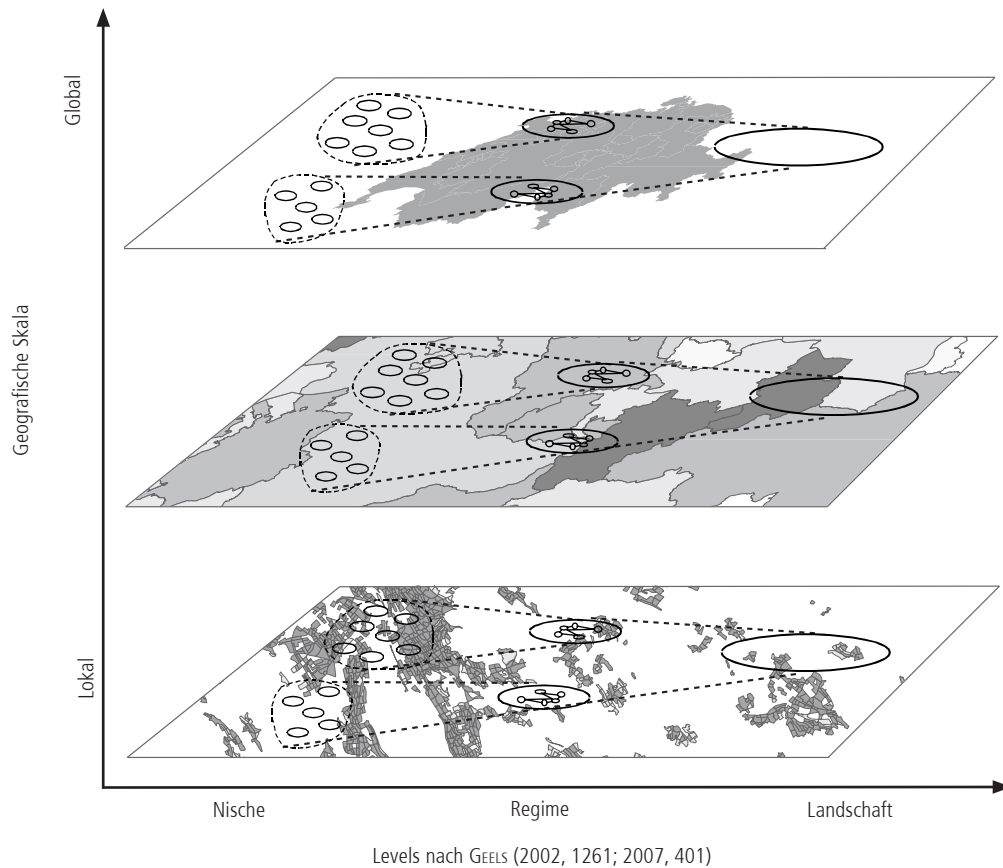 Global
Geografische Skala
Lokal
Nische
Regime
Landschaft
Levels nach GEELS (2002, 1261; 2007, 401)